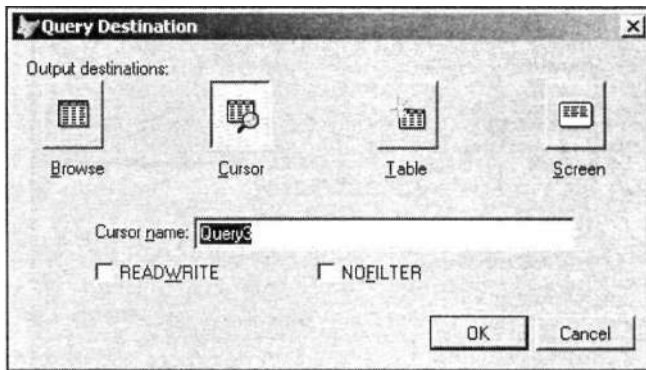 Query Destination
Output destinations:
Browse Cursor Table Screen
Cursor name: Query3
READWRITE NOFILTER
OK Cancel